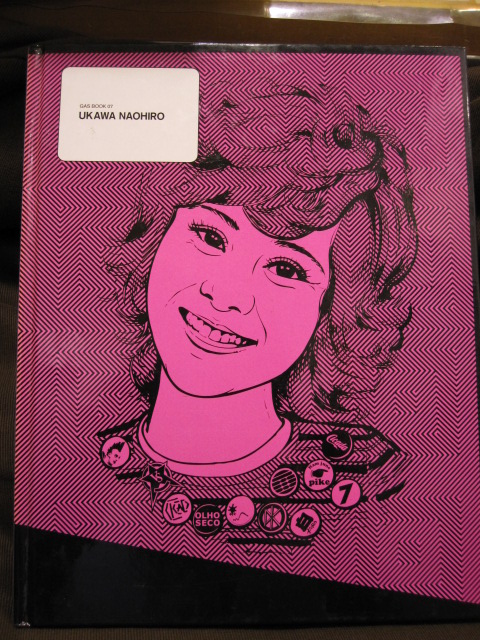 GAS BOOK 07
UKAWA NAOHIRO
pike
7
OLHO
SECO